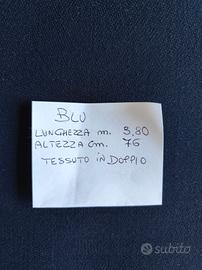 BLU
LUNGHEZZA m. 3,80
ALTEZZA Cm. 76
TESSUTO IN DOPPIO
subito